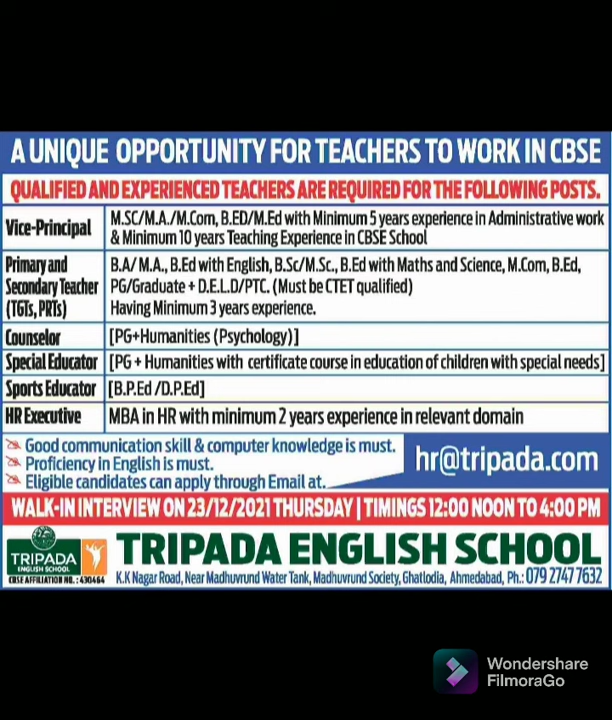 A UNIQUE OPPORTUNITY FOR TEACHERS TO WORK IN CBSE
QUALIFIED AND EXPERIENCED TEACHERS ARE REQUIRED FOR THE FOLLOWING POSTS.
Vice-Principal
M.SC/M.A./M.Com, B.ED/M.Ed with Minimum 5 years experience in Administrative work
& Minimum 10 years Teaching Experience in CBSE School
Primary and
Secondary Teacher
(TGTs, PRTs)
B.A/ M.A., B.Ed with English, B.Sc/M.Sc., B.Ed with Maths and Science, M.Com, B.Ed,
PG/Graduate + D.E.L.D/PTC. (Must be CTET qualified)
Having Minimum 3 years experience.
Counselor [PG+Humanities (Psychology)]
Special Educator [PG + Humanities with certificate course in education of children with special needs]
Sports Educator [B.P.Ed /D.P.Ed]
HR Executive MBA in HR with minimum 2 years experience in relevant domain
Good communication skill & computer knowledge is must.
Proficiency in English is must.
Eligible candidates can apply through Email at.
hr@tripada.com
WALK-IN INTERVIEW ON 23/12/2021 THURSDAY | TIMINGS 12:00 NOON TO 4:00 PM
TRIPADA
ENGLISH SCHOOL
CBSE AFFILIATION NO. : 430464
TRIPADA ENGLISH SCHOOL
K.K Nagar Road, Near Madhuvrund Water Tank, Madhuvrund Society, Ghatlodia, Ahmedabad, Ph.: 079 2747 7632
Wondershare
FilmoraGo